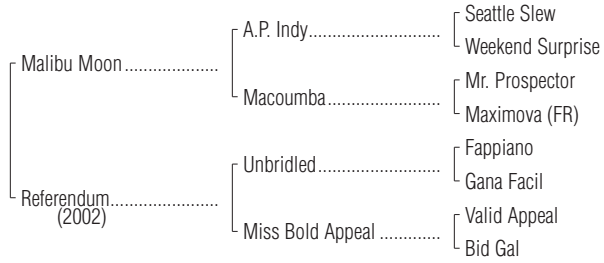 Seattle Slew
A.P. Indy............................
Weekend Surprise
Malibu Moon....................
Mr. Prospector
Macoumba........................
Maximova (FR)
Fappiano
Unbridled..........................
Gana Facil
Referendum.......................
(2002)
Valid Appeal
Miss Bold Appeal.............
Bid Gal